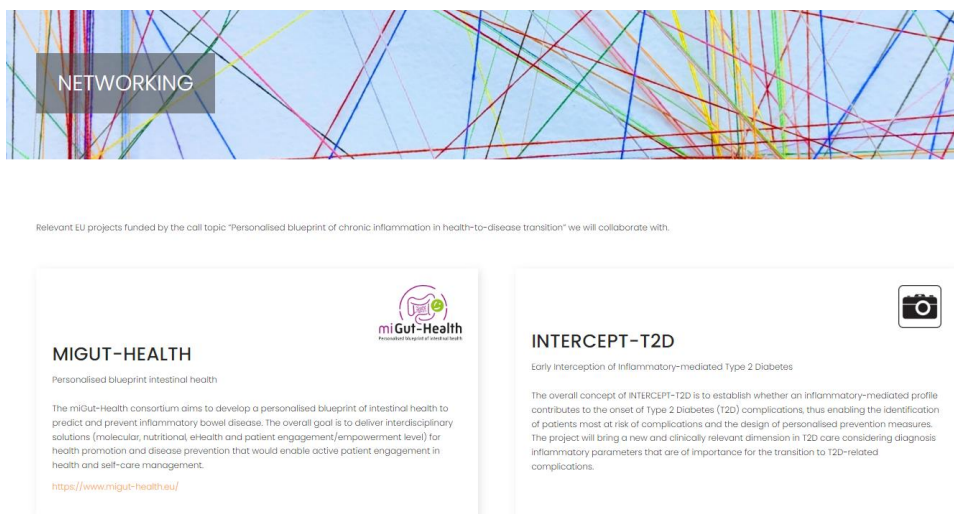 NETWORKING
Relevant EU projects funded by the call topic "Personalised blueprint of chronic inflammation in health-to-disease transition" we will collaborate with.
miGut-Health
Personalised blueprint of intestinal health
MIGUT-HEALTH
Personalised blueprint intestinal health
The miGut-Health consortium aims to develop a personalised blueprint of intestinal health to
predict and prevent inflammatory bowel disease. The overall goal is to deliver interdisciplinary
solutions (molecular, nutritional, eHealth and patient engagement/empowerment level) for
health promotion and disease prevention that would enable active patient engagement in
health and self-care management.
https://www.migut-health.eu/
INTERCEPT-T2D
Early Interception of Inflammatory-mediated Type 2 Diabetes
The overall concept of INTERCEPT-T2D is to establish whether an inflammatory-mediated profile
contributes to the onset of Type 2 Diabetes (T2D) complications, thus enabling the identification
of patients most at risk of complications and the design of personalised prevention measures.
The project will bring a new and clinically relevant dimension in T2D care considering diagnosis
inflammatory parameters that are of importance for the transition to T2D-related
complications.